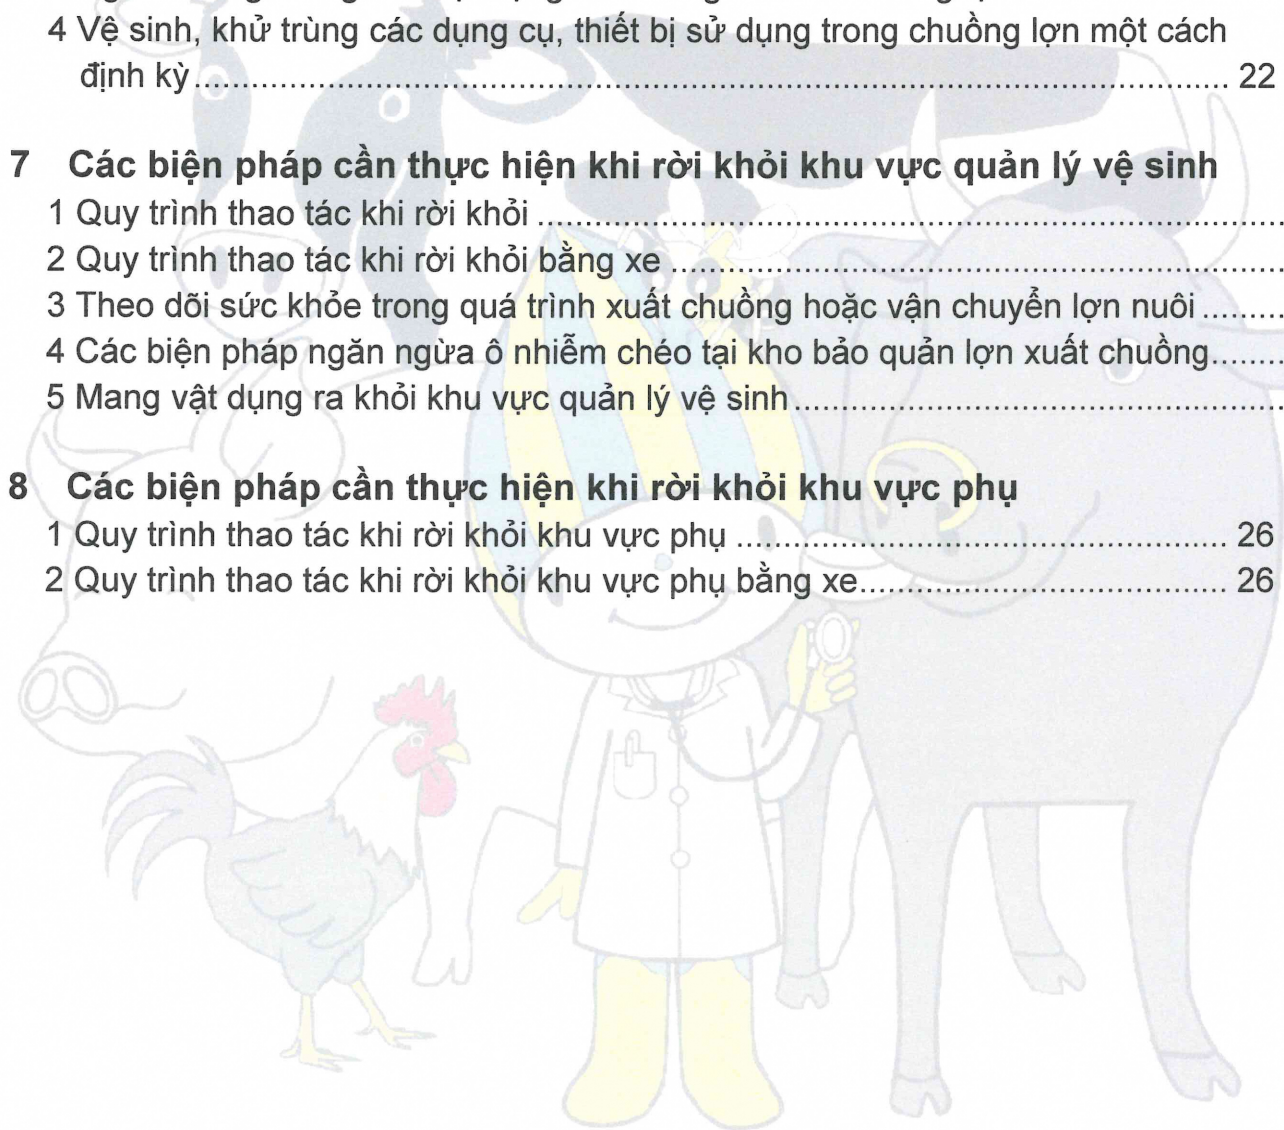 4 Vệ sinh, khử trùng các dụng cụ, thiết bị sử dụng trong chuồng lợn một cách
định kỳ........................................................................................................ 22
7 Các biện pháp cần thực hiện khi rời khỏi khu vực quản lý vệ sinh
1 Quy trình thao tác khi rời khỏi ........................................................................
2 Quy trình thao tác khi rời khỏi bằng xe ............................................................
3 Theo dõi sức khỏe trong quá trình xuất chuồng hoặc vận chuyển lợn nuôi .........
4 Các biện pháp ngăn ngừa ô nhiễm chéo tại kho bảo quản lợn xuất chuồng........
5 Mang vật dụng ra khỏi khu vực quản lý vệ sinh................................................
8 Các biện pháp cần thực hiện khi rời khỏi khu vực phụ
1 Quy trình thao tác khi rời khỏi khu vực phụ ................................................ 26
2 Quy trình thao tác khi rời khỏi khu vực phụ bằng xe.................................... 26